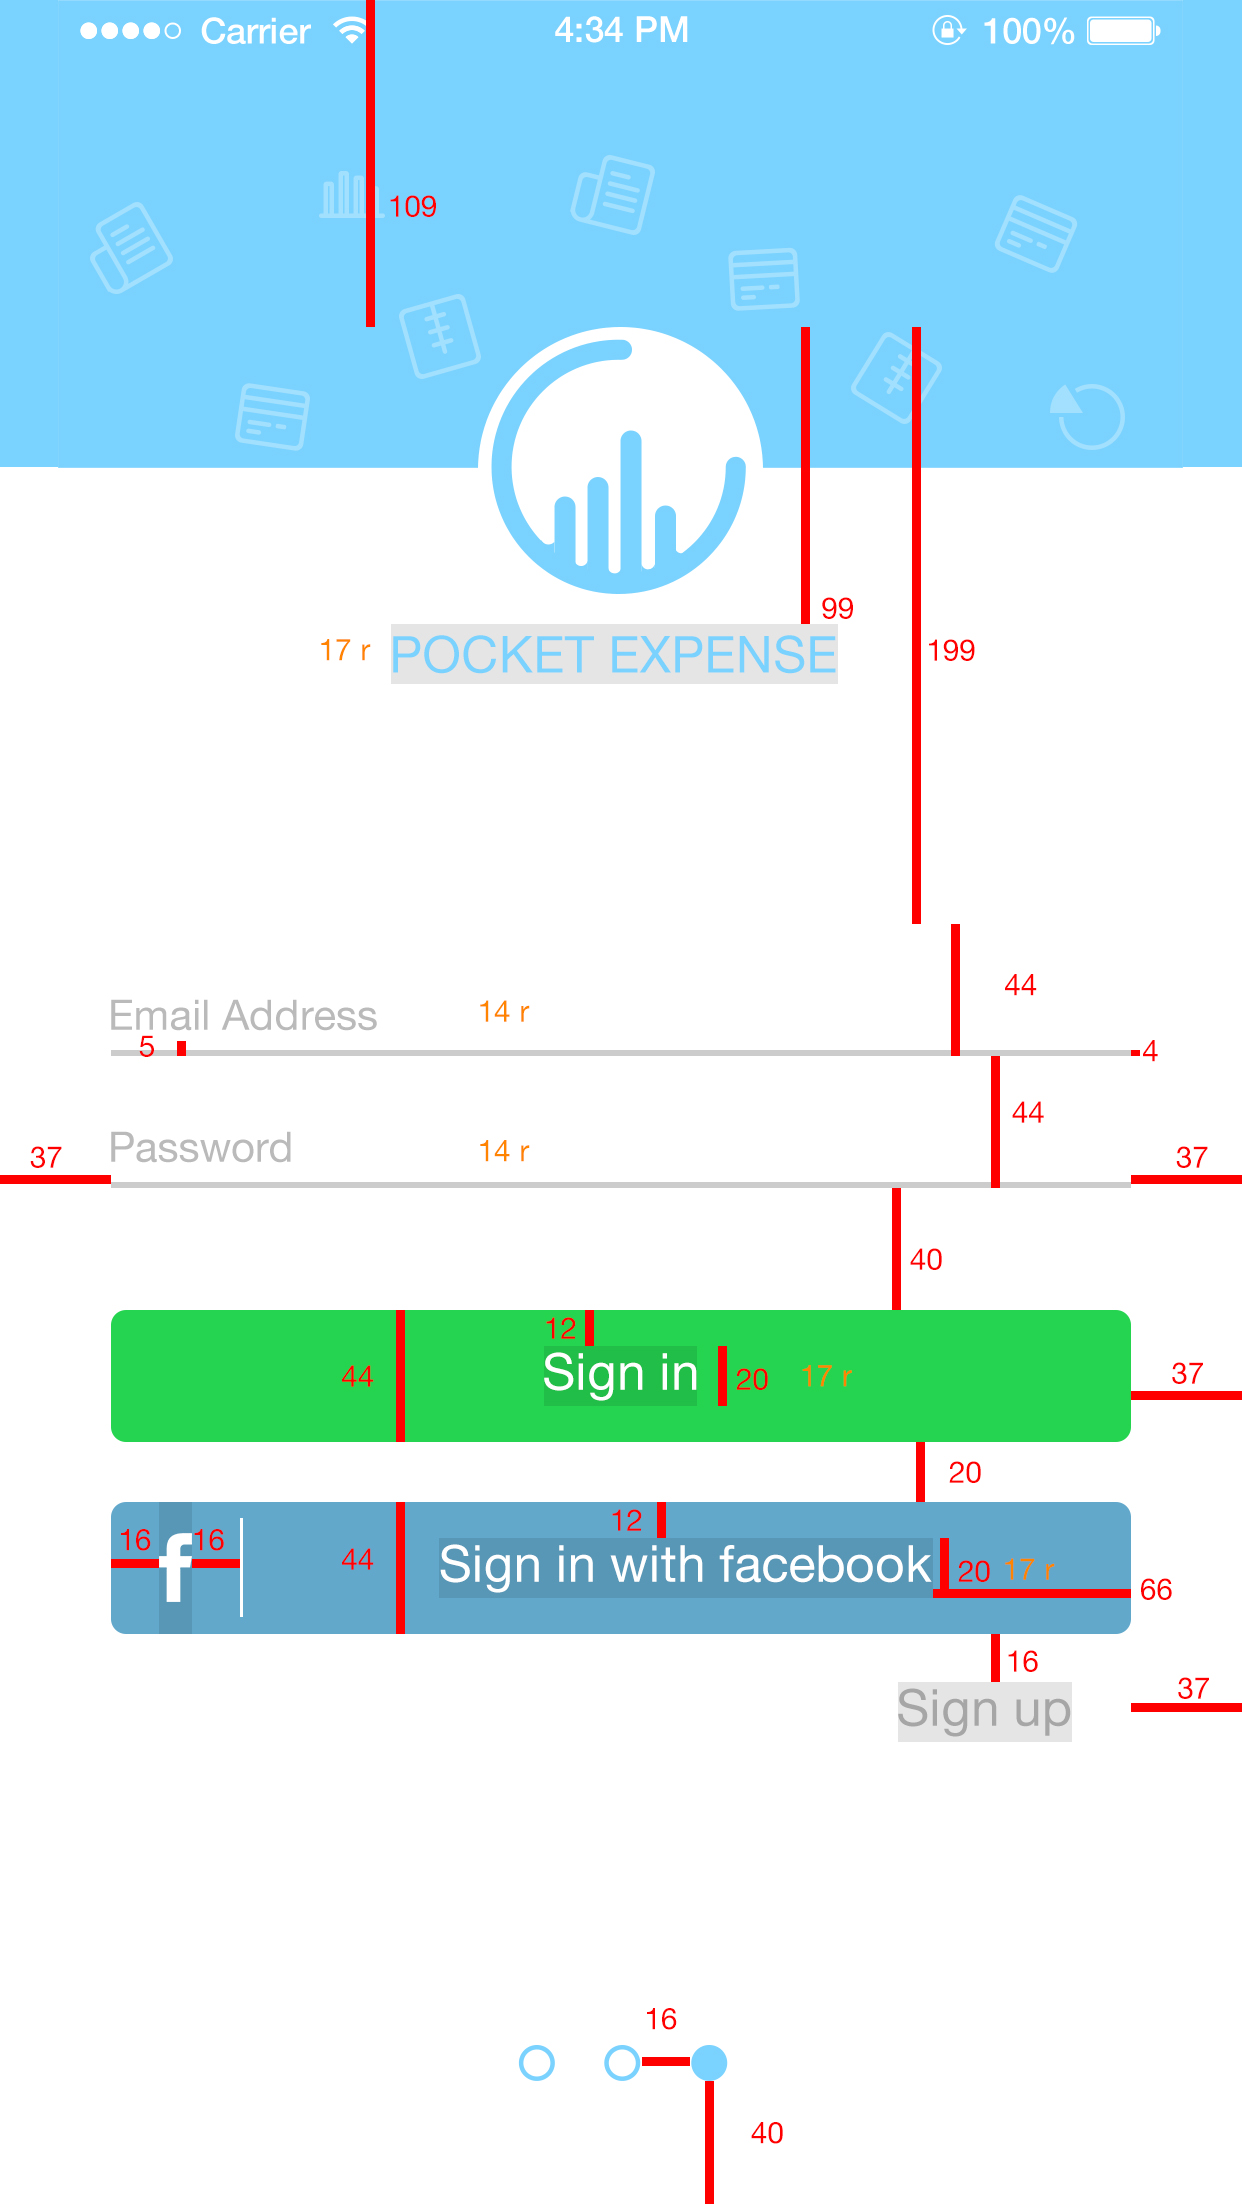 Carrier 4:34 PM 100%
109
99
17 r POCKET EXPENSE 199
44
Email Address 14 r
5 4
44
Password 14 r
37 37
40
12
44 Sign in 20 17 r 37
20
12
16 f 16 44 Sign in with facebook 20 17 r 66
16
Sign up 37
16
40